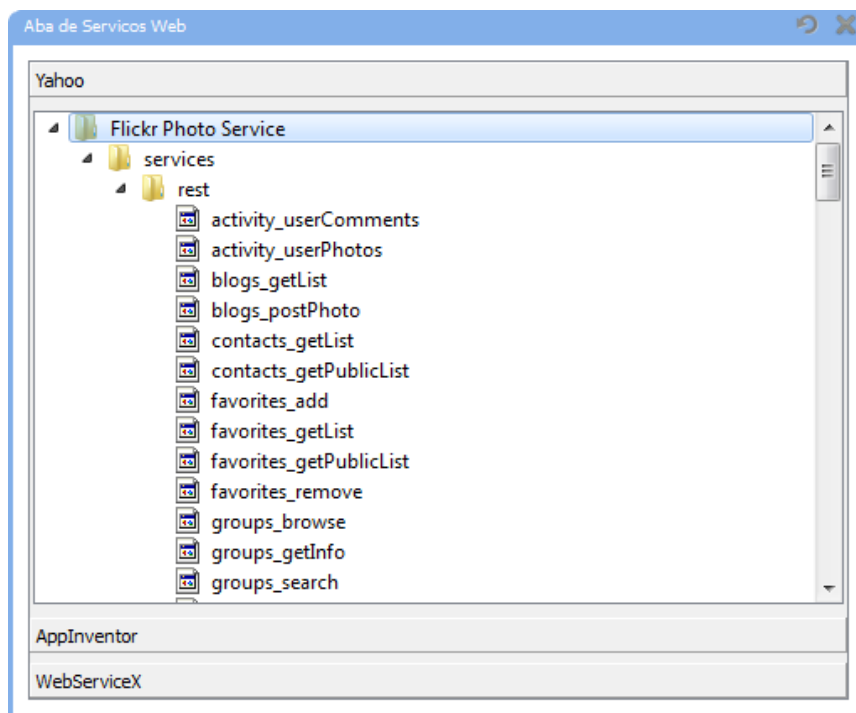 Aba de Servicos Web
Yahoo
Flickr Photo Service
services
rest
activity_userComments
activity_userPhotos
blogs_getList
blogs_postPhoto
contacts_getList
contacts_getPublicList
favorites_add
favorites_getList
favorites_getPublicList
favorites_remove
groups_browse
groups_getInfo
groups_search
AppInventor
WebServiceX